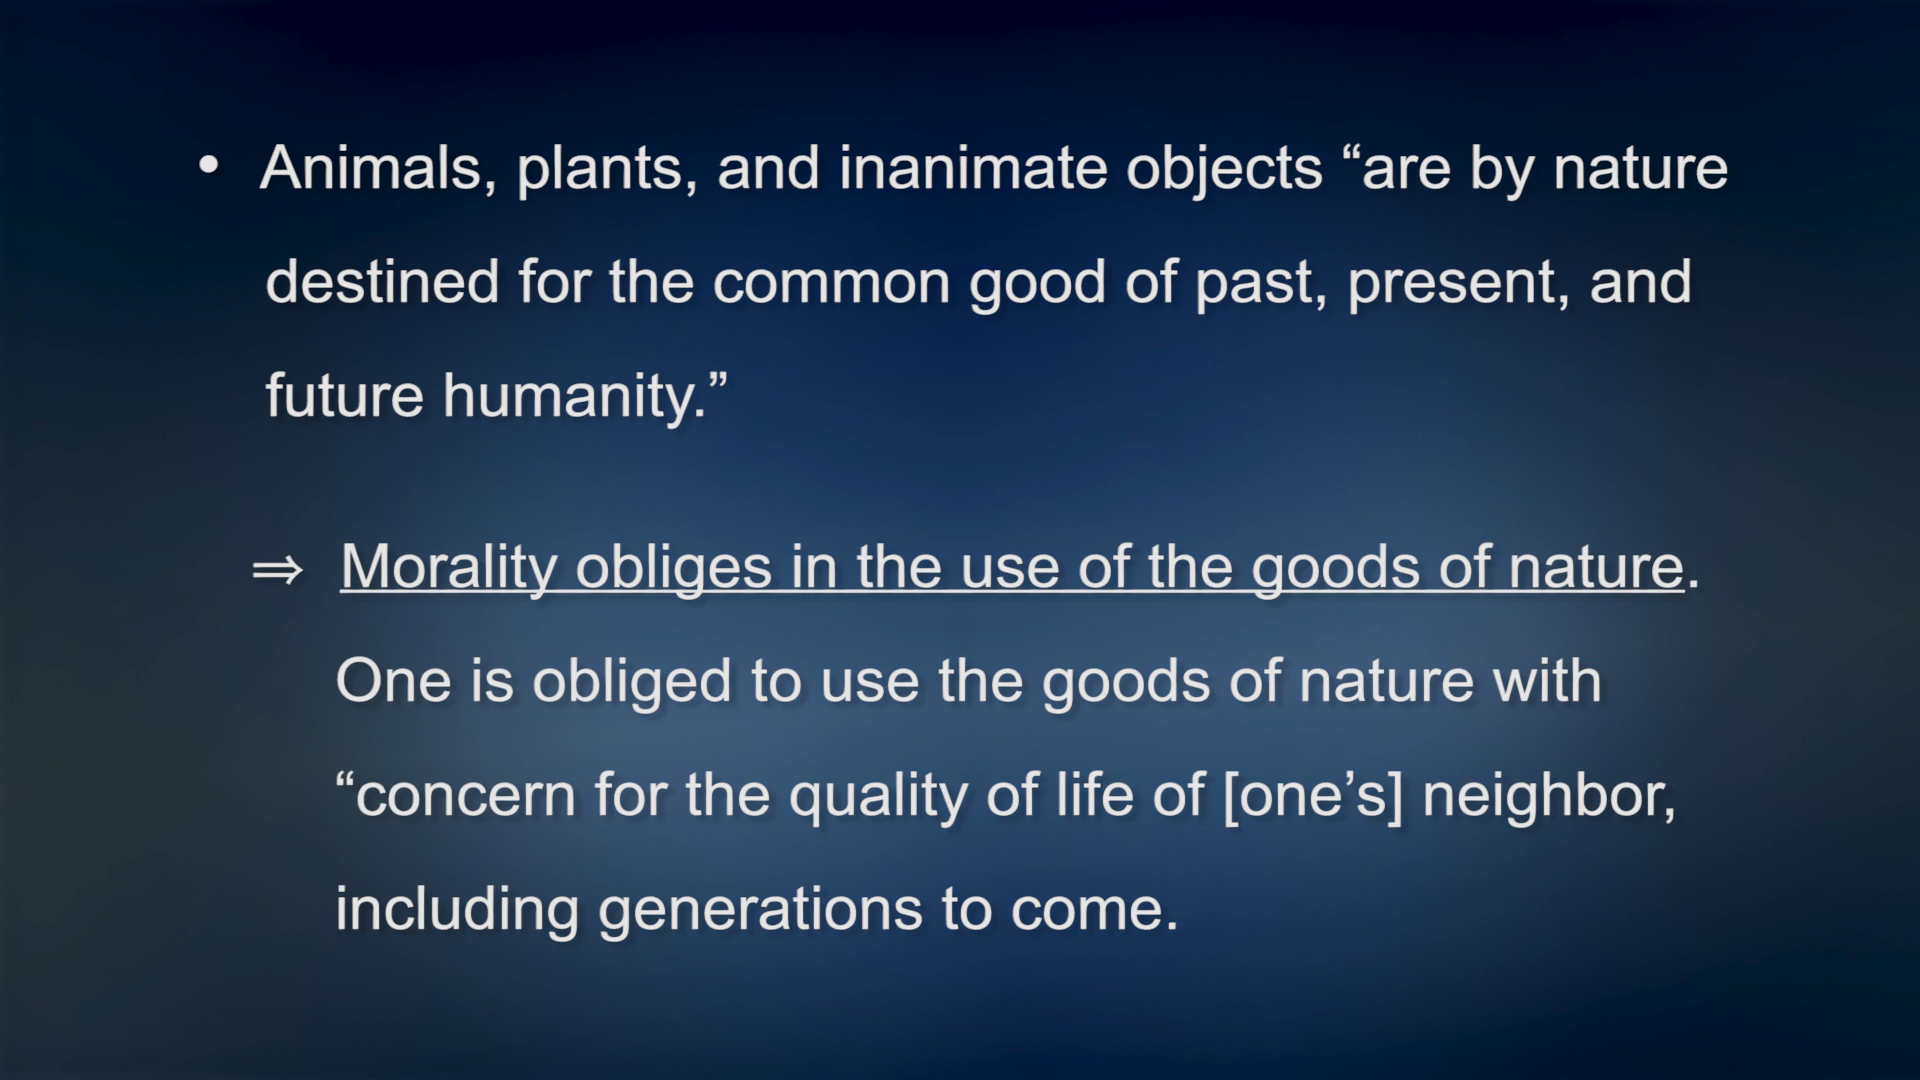 • Animals, plants, and inanimate objects “are by nature
destined for the common good of past, present, and
future humanity.”
⇒ Morality obliges in the use of the goods of nature.
One is obliged to use the goods of nature with
“concern for the quality of life of [one’s] neighbor,
including generations to come.